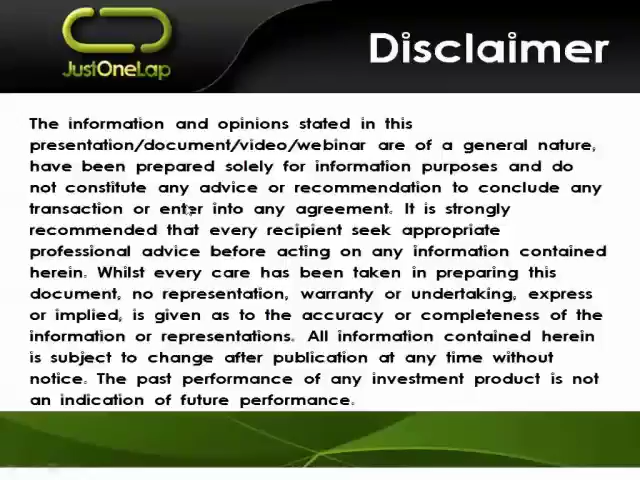 JustOneLap
Disclaimer
The information and opinions stated in this
presentation/document/video/webinar are of a general nature,
have been prepared solely for information purposes and do
not constitute any advice or recommendation to conclude any
transaction or enter into any agreement. It is strongly
recommended that every recipient seek appropriate
professional advice before acting on any information contained
herein. Whilst every care has been taken in preparing this
document, no representation, warranty or undertaking, express
or implied, is given as to the accuracy or completeness of the
information or representations. All information contained herein
is subject to change after publication at any time without
notice. The past performance of any investment product is not
an indication of future performance.